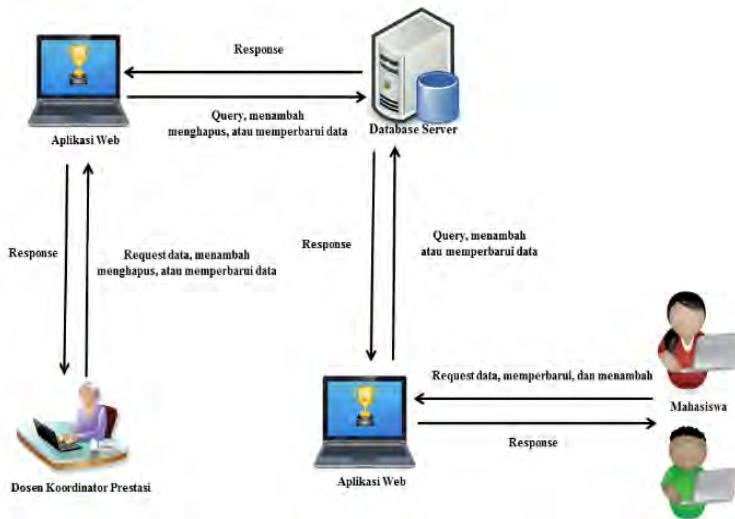 Response
Query, menambah
menghapus, atau memperbarui data
Aplikasi Web
Database Server
Response
Request data, menambah
menghapus, atau memperbarui data
Response
Query, menambah
atau memperbarui data
Request data, memperbarui, dan menambah
Mahasiswa
Response
Dosen Koordinator Prestasi
Aplikasi Web